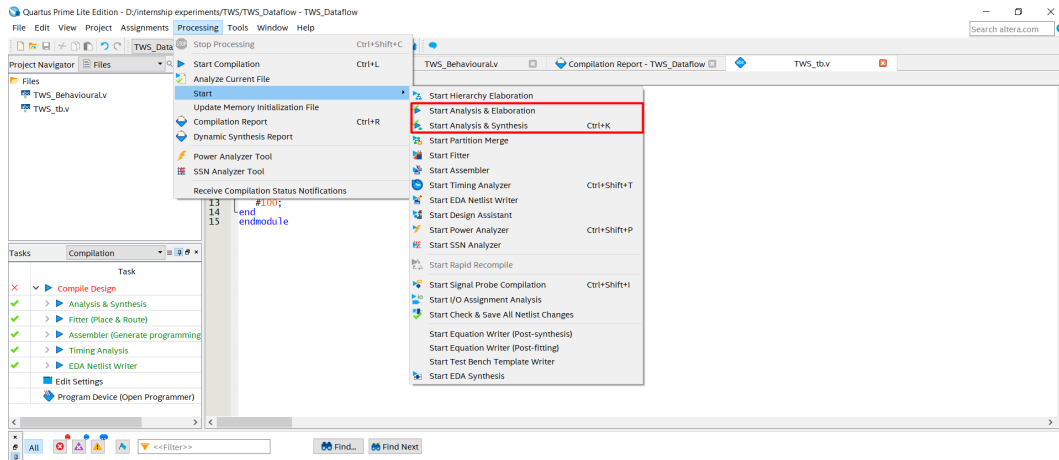 Quartus Prime Lite Edition - D:/internship experiments/TWS/TWS_Dataflow - TWS_Dataflow
File Edit View Project Assignments Processing Tools Window Help
Search altera.com
TWS_Data
Stop Processing Ctrl+Shift+C
Start Compilation Ctrl+L
Analyze Current File
Start
Update Memory Initialization File
Compilation Report Ctrl+R
Dynamic Synthesis Report
Power Analyzer Tool
SSN Analyzer Tool
Receive Compilation Status Notifications
Project Navigator Files
Files
TWS_Behavioural.v
TWS_tb.v
TWS_Behavioural.v Compilation Report - TWS_Dataflow TWS_tb.v
Start Hierarchy Elaboration
Start Analysis & Elaboration
Start Analysis & Synthesis Ctrl+K
Start Partition Merge
Start Fitter
Start Assembler
Start Timing Analyzer Ctrl+Shift+T
Start EDA Netlist Writer
Start Design Assistant
Start Power Analyzer Ctrl+Shift+P
Start SSN Analyzer
Start Rapid Recompile
Start Signal Probe Compilation Ctrl+Shift+I
Start I/O Assignment Analysis
Start Check & Save All Netlist Changes
Start Equation Writer (Post-synthesis)
Start Equation Writer (Post-fitting)
Start Test Bench Template Writer
Start EDA Synthesis
13 #100;
14 end
15 endmodule
Tasks Compilation
Task
Compile Design
Analysis & Synthesis
Fitter (Place & Route)
Assembler (Generate programming
Timing Analysis
EDA Netlist Writer
Edit Settings
Program Device (Open Programmer)
All <<Filter>> Find... Find Next